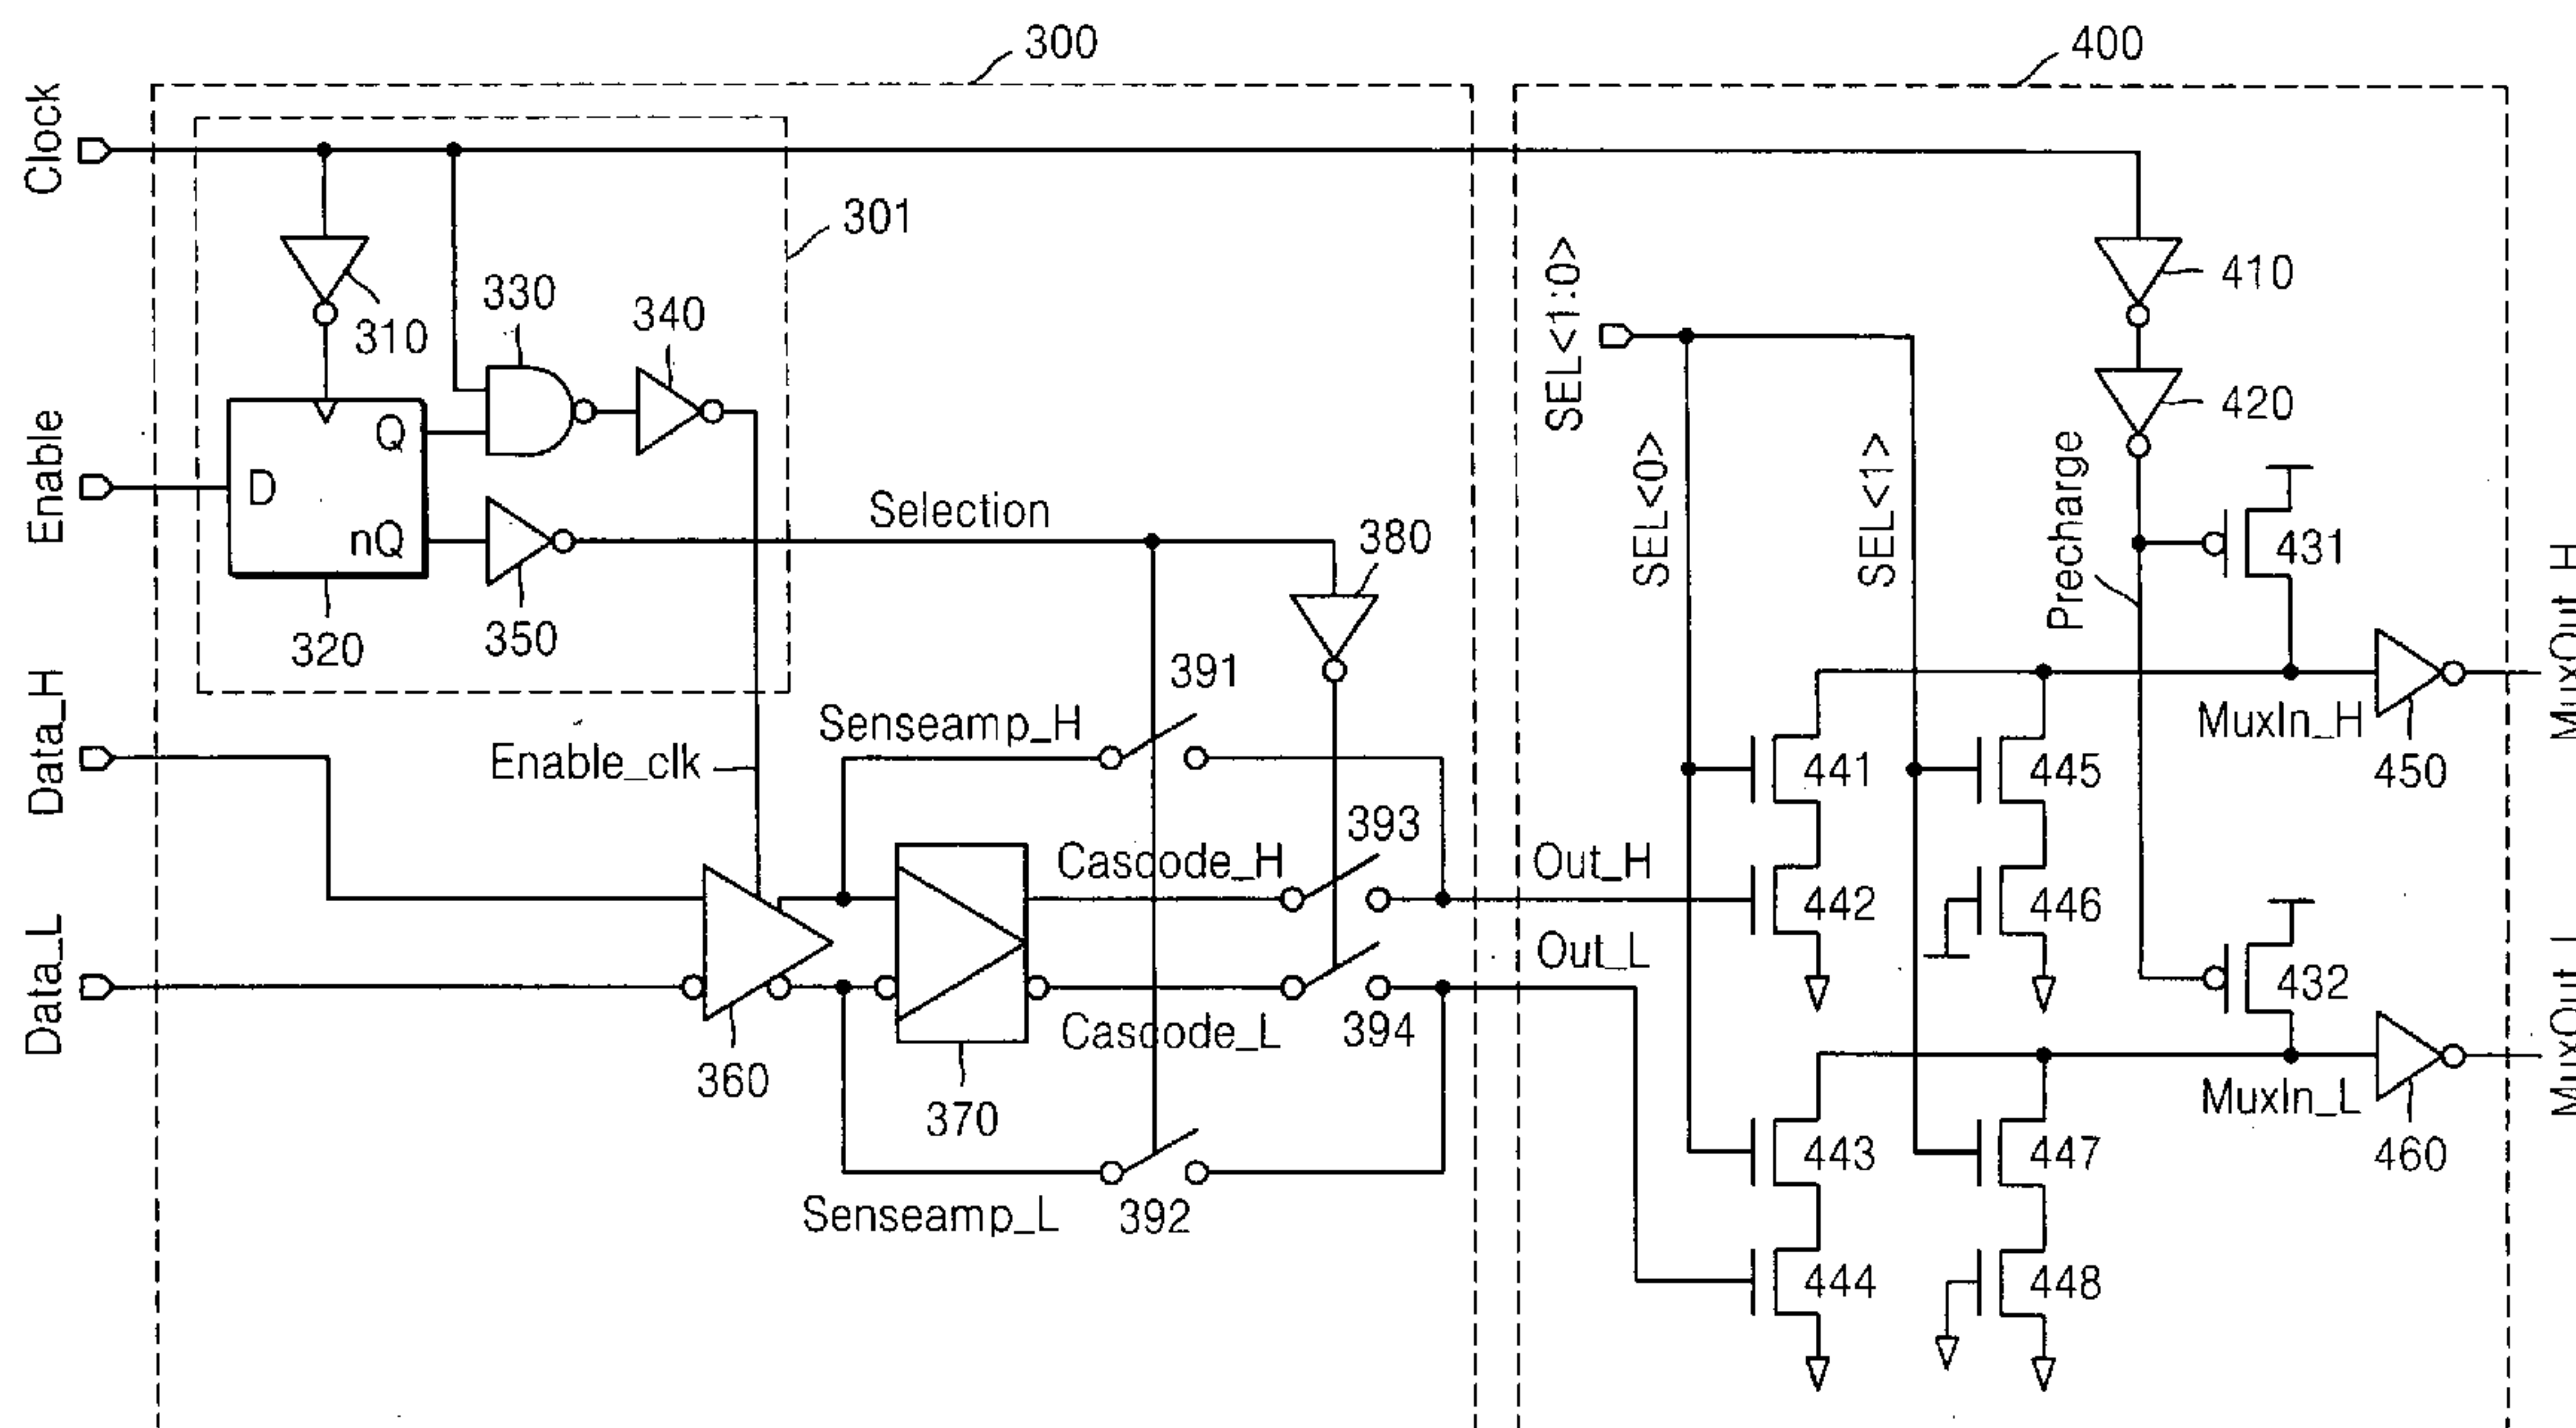 300
400
Clock
301
310
330
340
SEL<1:0>
410
420
Enable
D
Q
nQ
320
350
Selection
380
SEL<0>
SEL<1>
Precharge
431
Data_H
Senseamp_H
391
Enable_clk
MuxIn_H
450
MuxOut_H
441
445
393
Cascode_H
Out_H
442
446
Data_L
Out_L
432
360
370
Cascode_L
394
MuxIn_L
460
MuxOut_L
Senseamp_L
392
443
447
444
448